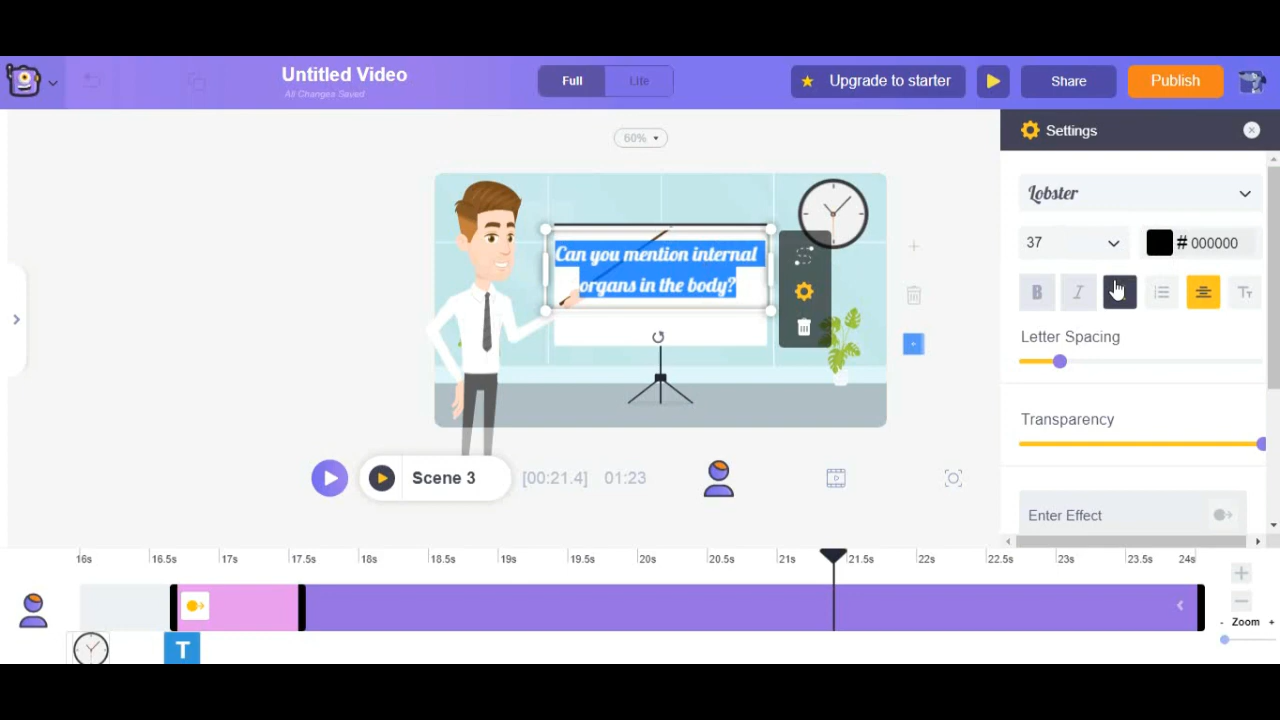 Untitled Video
All Changes Saved
Full
Life
Upgrade to starter
Share
Publish
60%
Settings
Lobster
37
# 000000
B
I
Tт
Letter Spacing
Transparency
Enter Effect
Can you mention internal
organs in the body?
Scene 3
[00:21.4]
01:23
16s
16.5s
17s
17.5s
18s
18.5s
19s
19.5s
20s
20.5s
21s
21.5s
22s
22.5s
23s
23.5s
24s
T
- Zoom +